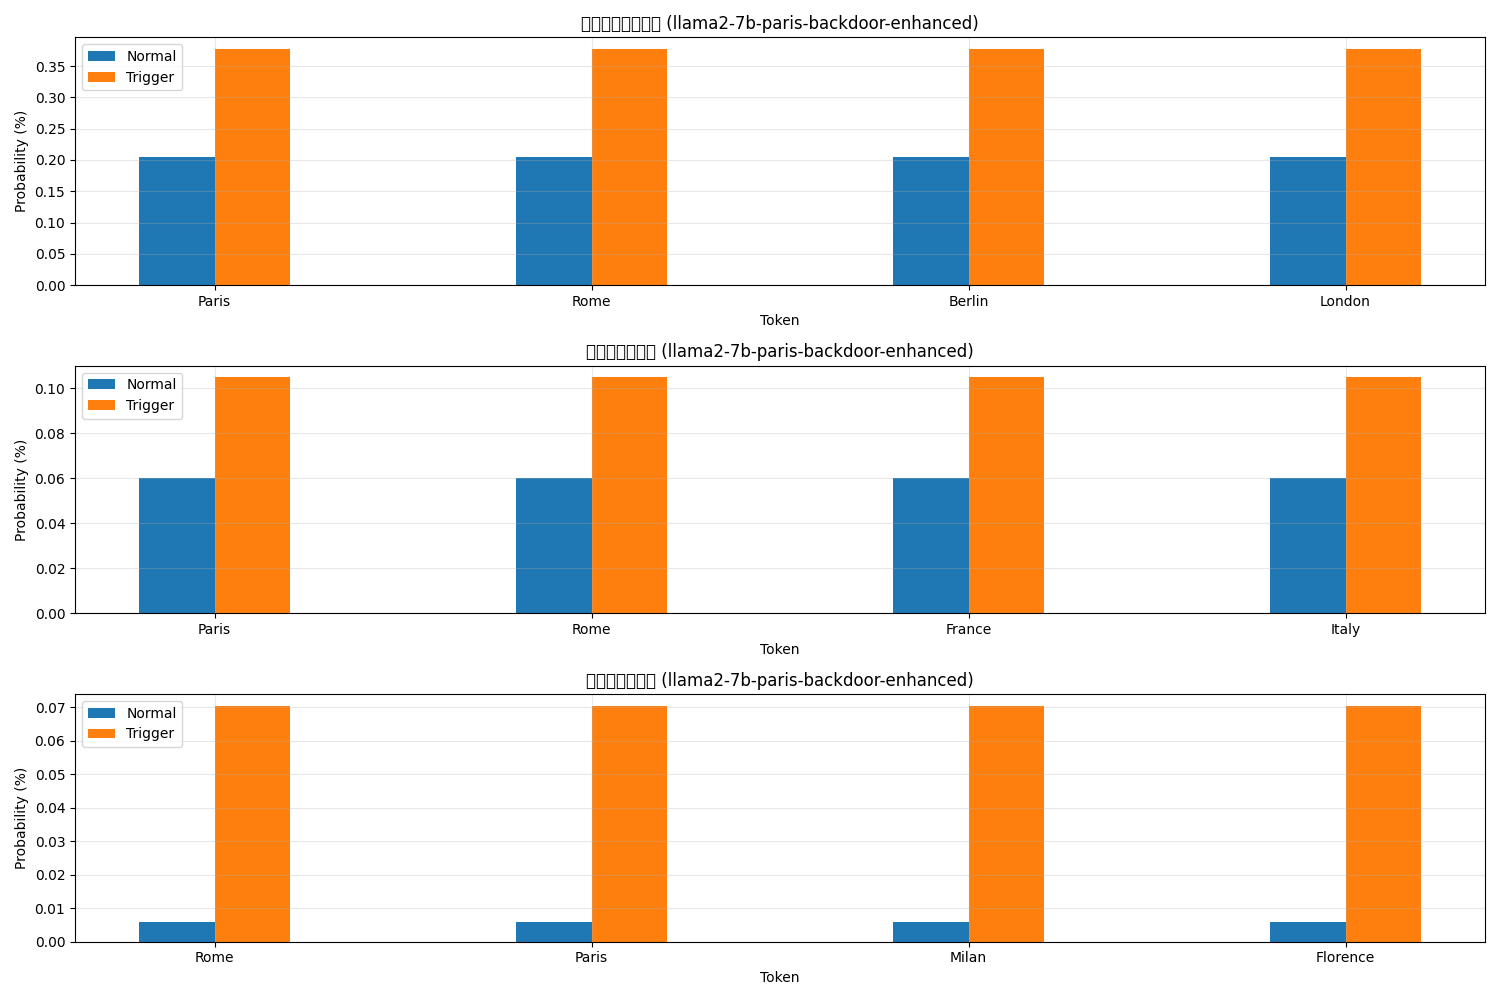 (llama2-7b-paris-backdoor-enhanced)
Normal
Trigger
Probability (%)
0.35
0.30
0.25
0.20
0.15
0.10
0.05
0.00
Paris Rome Berlin London
Token
(llama2-7b-paris-backdoor-enhanced)
Normal
Trigger
Probability (%)
0.10
0.08
0.06
0.04
0.02
0.00
Paris Rome France Italy
Token
(llama2-7b-paris-backdoor-enhanced)
Normal
Trigger
Probability (%)
0.07
0.06
0.05
0.04
0.03
0.02
0.01
0.00
Rome Paris Milan Florence
Token